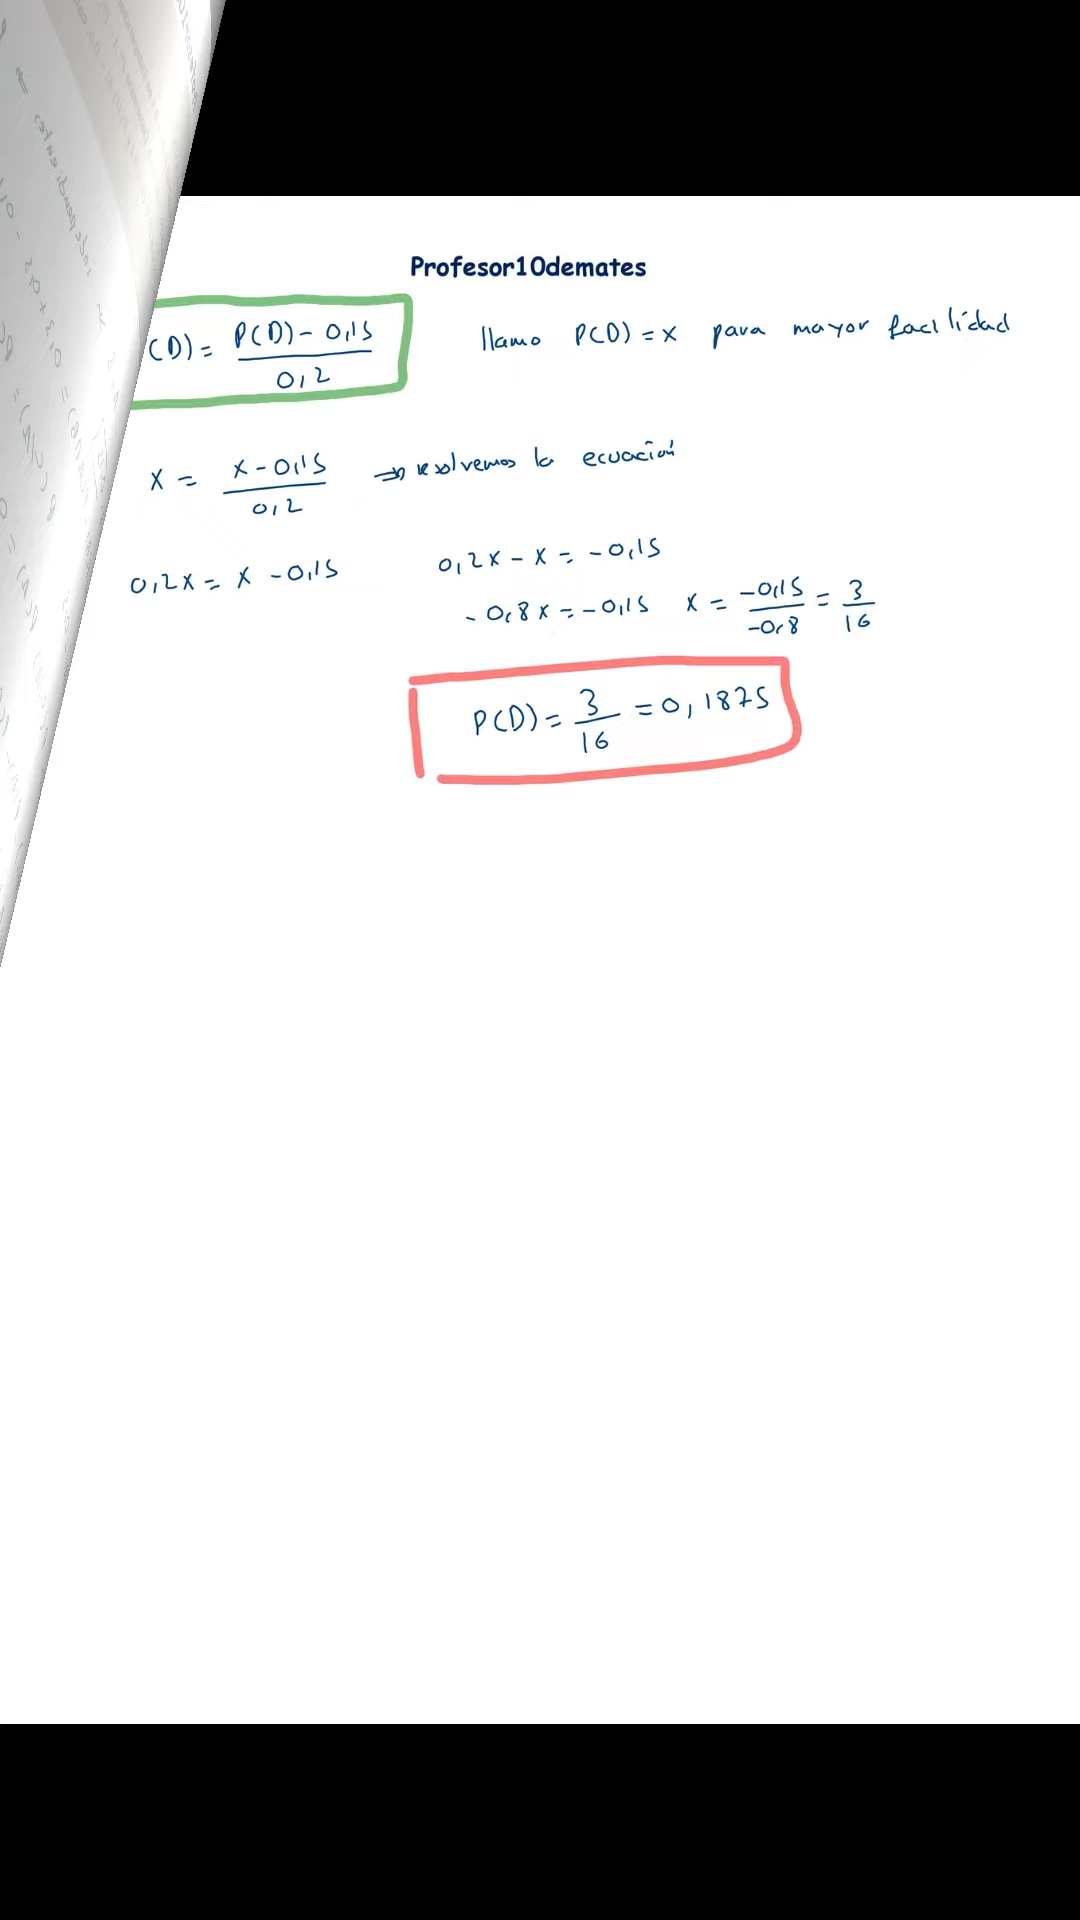 Profesor10demates
(D) = P(D) - 0,15 / 0,2 llamo P(D) = x para mayor facilidad
x = x - 0,15 / 0,2 → resolvemos la ecuación
0,2x = x - 0,15 0,2x - x = -0,15
-0,8x = -0,15 x = -0,15 / -0,8 = 3 / 16
P(D) = 3 / 16 = 0,1875